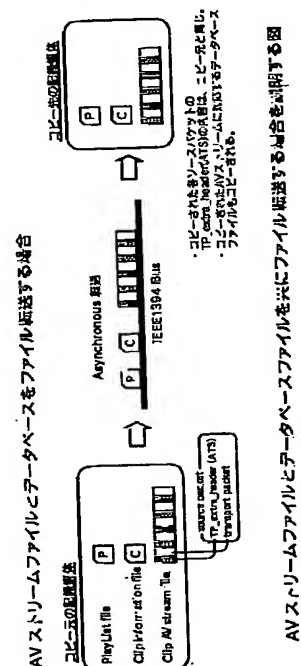 AVストリームファイルとデータベースをファイル転送する場合
コピー元の記録媒体
PlayList file
P
Clip Information file
C
Clip AV stream file
source packet
TP_extra_header (ATS)
transport packet
Asynchronous 転送
P
C
IEEE1394 Bus
コピー先の記録媒体
P
C
・コピーされた各ソースパケットの
TP_extra_header(ATS)の内容は、コピー元と同じ。
・コピーされたAVストリームに対応するデータベース
ファイルもコピーされる。
AVストリームファイルとデータベースファイルを共にファイル転送する場合を説明する図